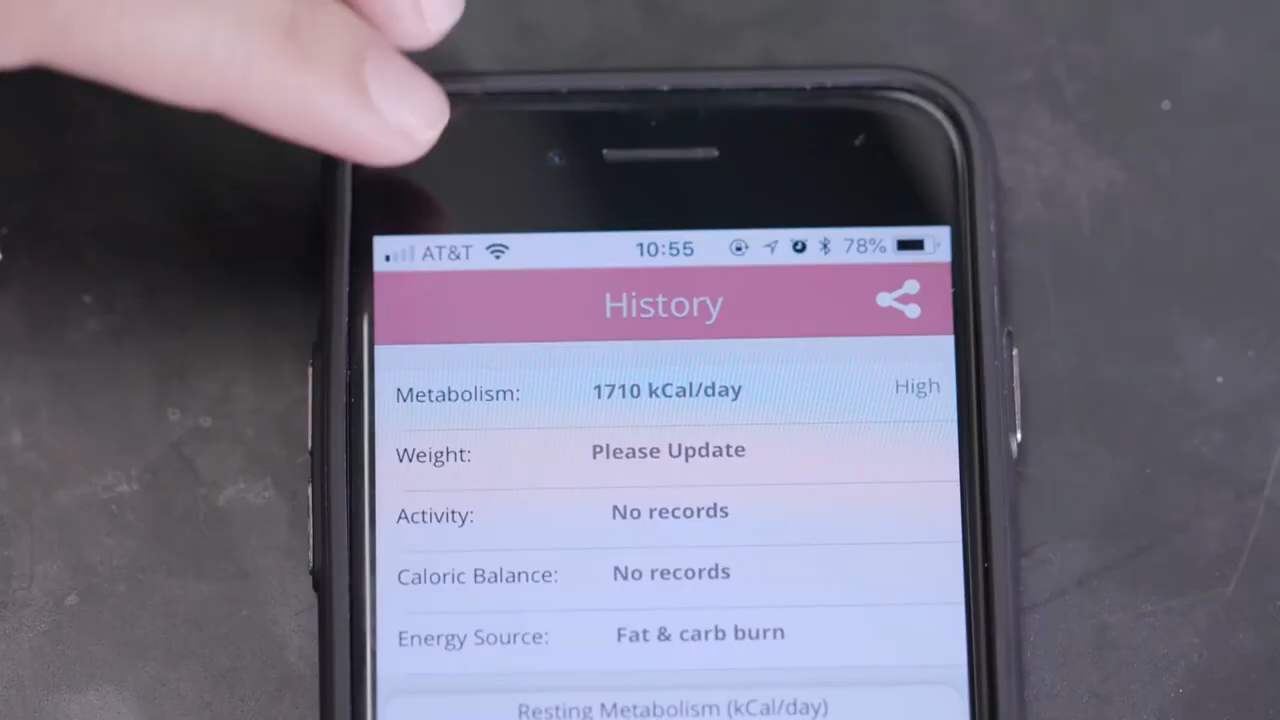 AT&T 10:55 78%
History
Metabolism: 1710 kCal/day High
Weight: Please Update
Activity: No records
Caloric Balance: No records
Energy Source: Fat & carb burn
Resting Metabolism (kCal/day)